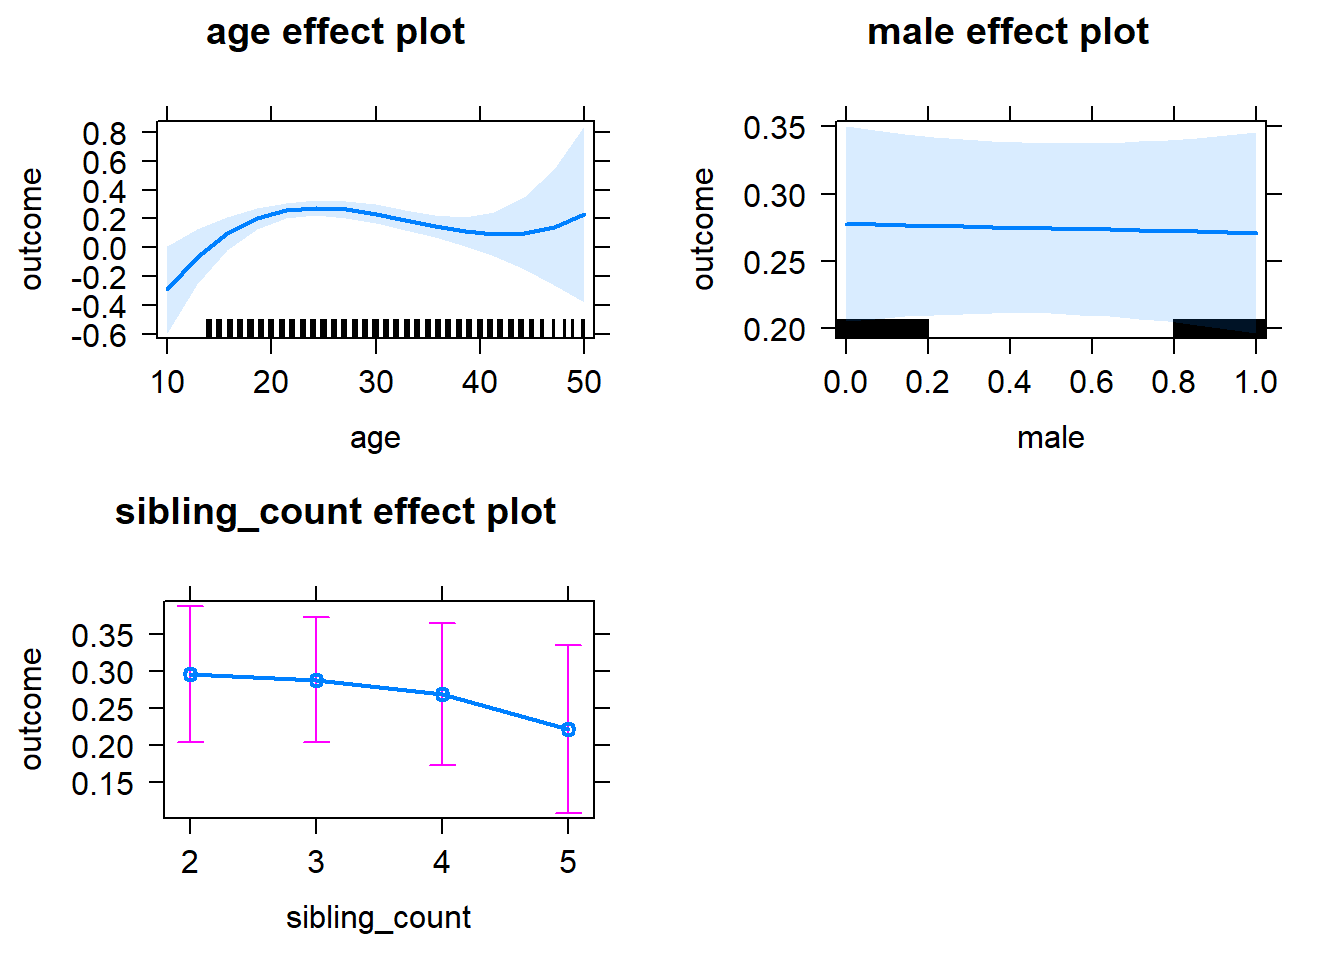 age effect plot
outcome
0.8
0.6
0.4
0.2
0.0
-0.2
-0.4
-0.6
10 20 30 40 50
age
male effect plot
outcome
0.35
0.30
0.25
0.20
0.0 0.2 0.4 0.6 0.8 1.0
male
sibling_count effect plot
outcome
0.35
0.30
0.25
0.20
0.15
2 3 4 5
sibling_count